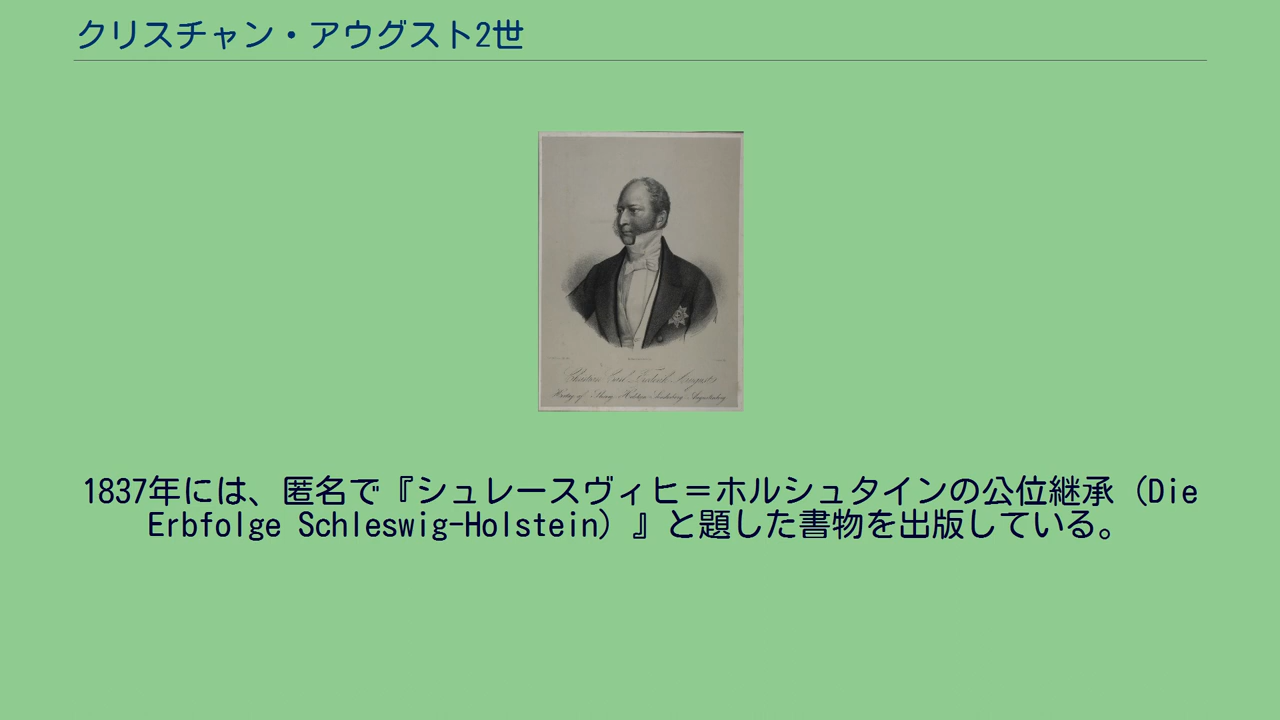 クリスチャン・アウグスト2世
1837年には、匿名で『シュレースヴィヒ＝ホルシュタインの公位継承（Die
Erbfolge Schleswig-Holstein）』と題した書物を出版している。